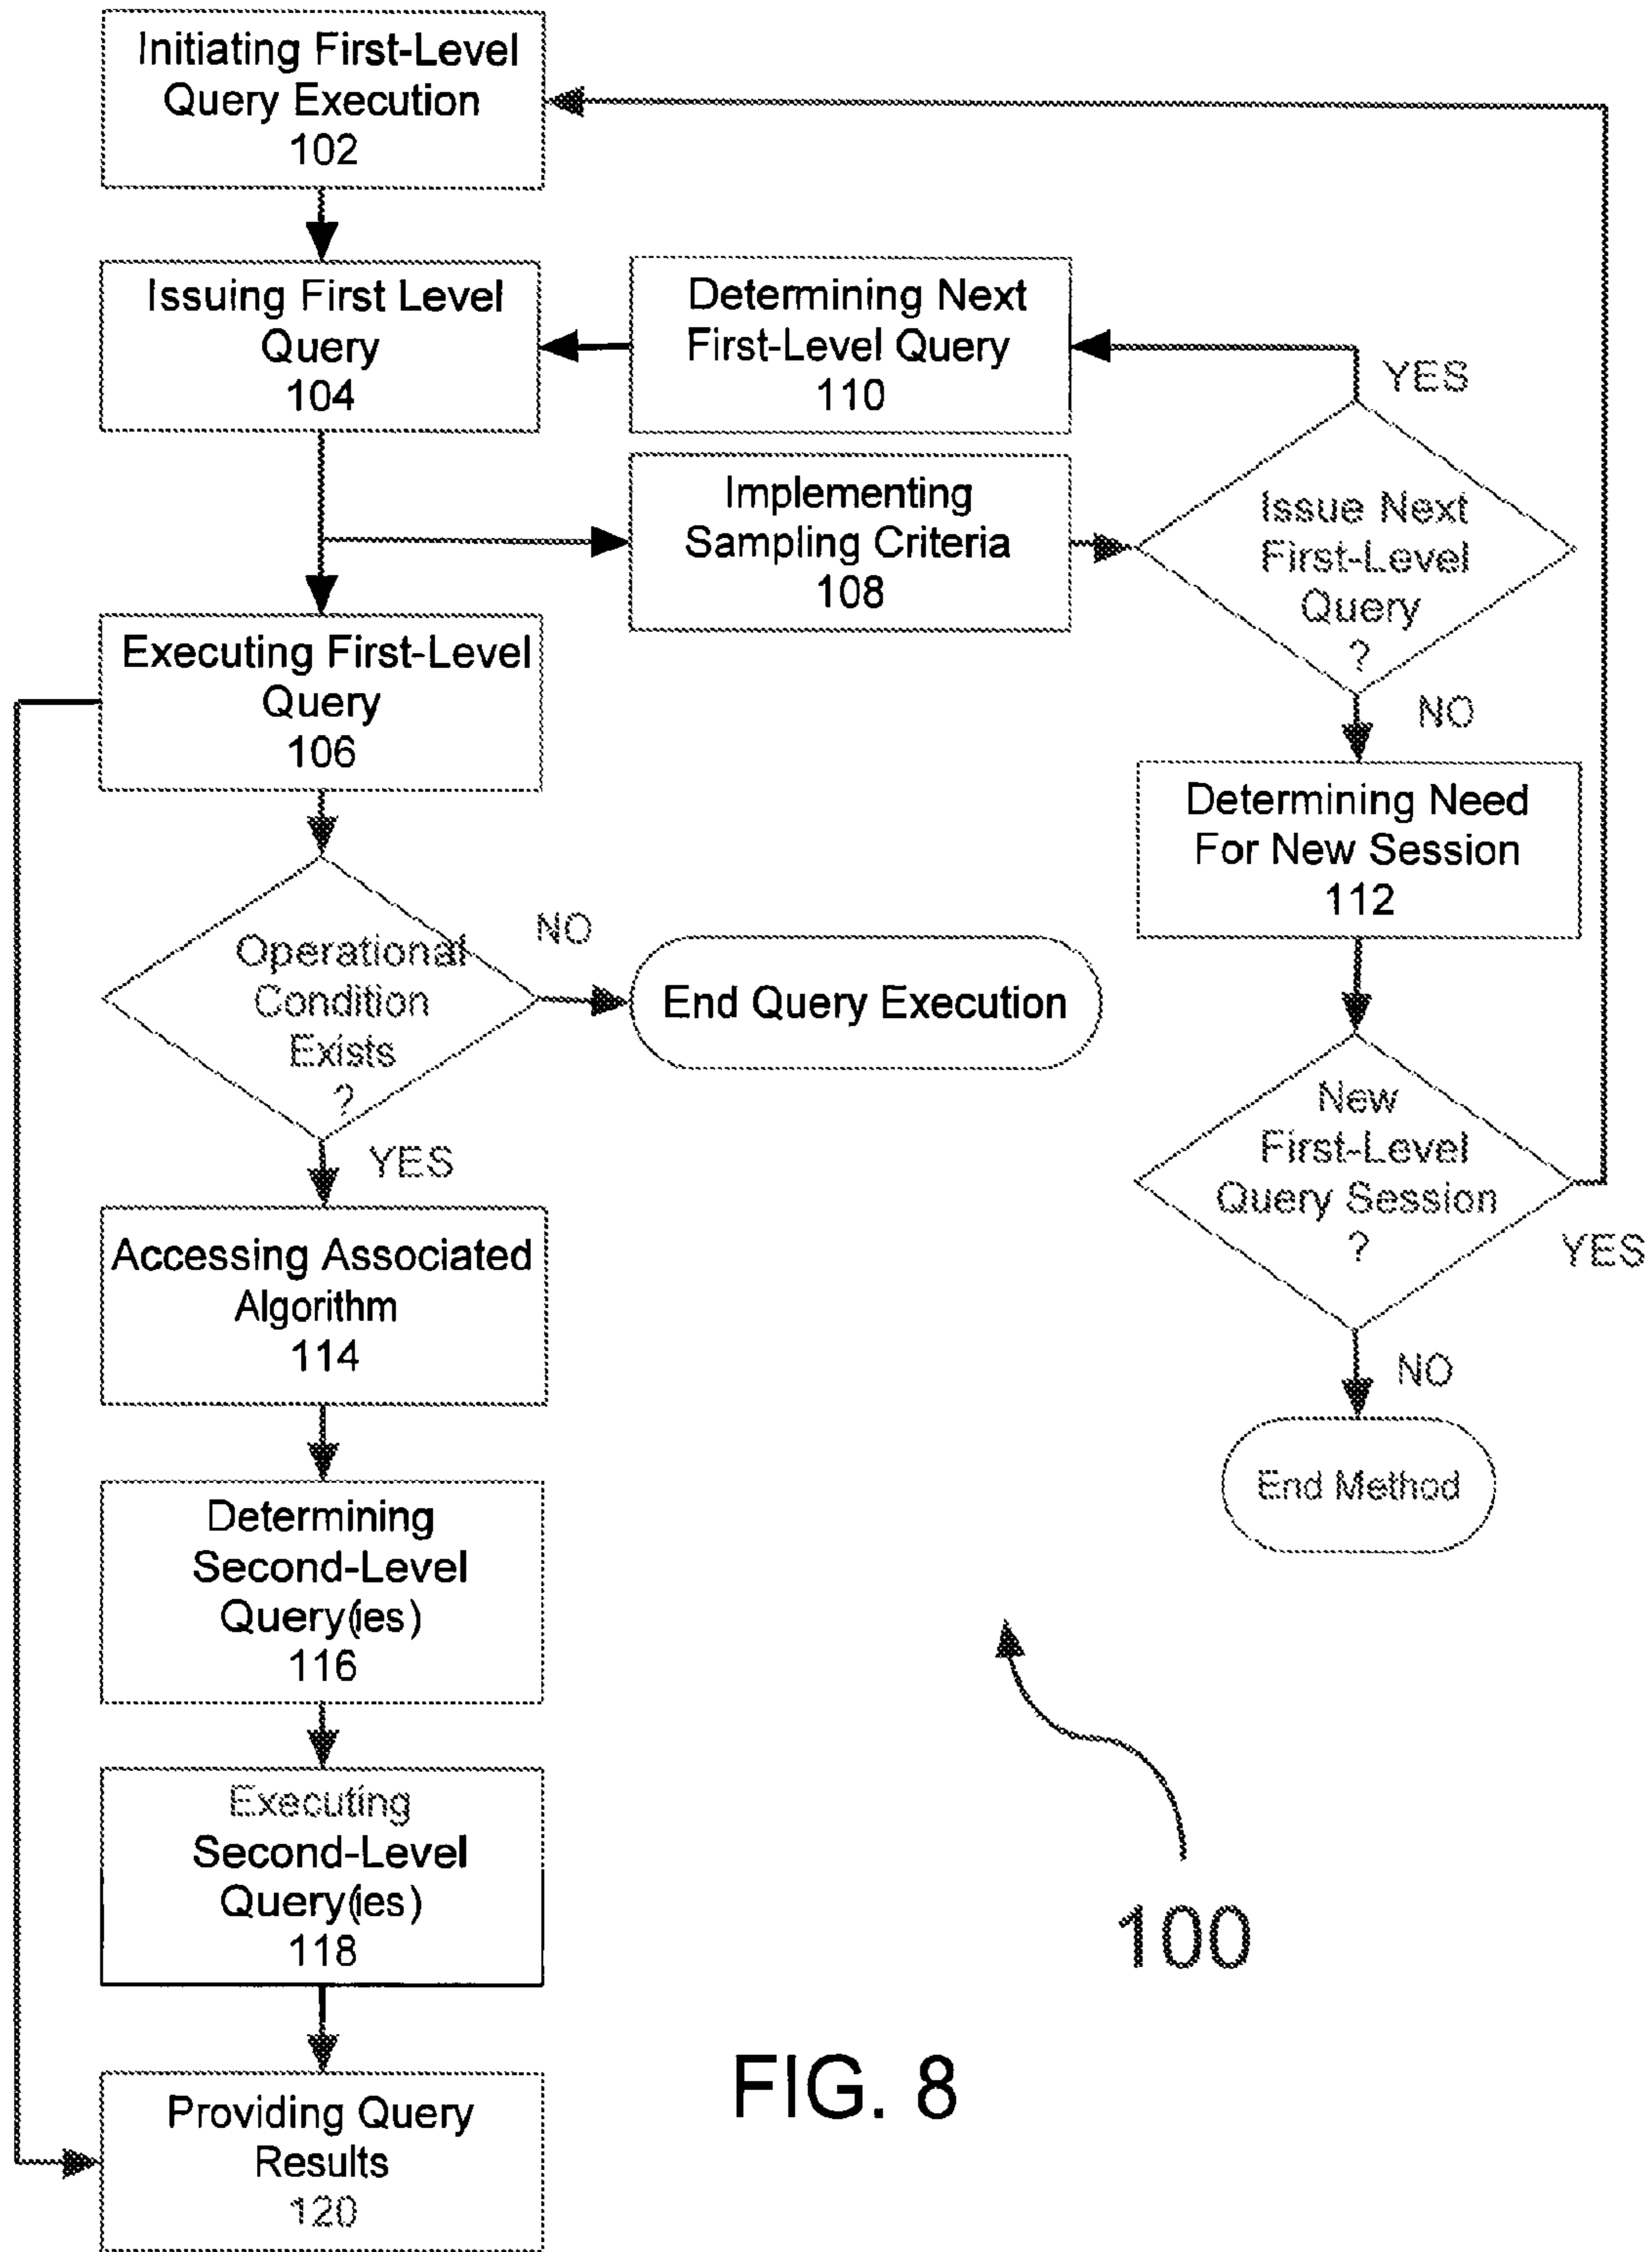 Initiating First-Level
Query Execution
102
Issuing First Level
Query
104
Determining Next
First-Level Query
110
YES
Implementing
Sampling Criteria
108
Issue Next
First-Level
Query
?
NO
Executing First-Level
Query
106
Determining Need
For New Session
112
Operational
Condition
Exists
?
NO
End Query Execution
YES
New
First-Level
Query Session
?
YES
NO
End Method
Accessing Associated
Algorithm
114
Determining
Second-Level
Query(ies)
116
Executing
Second-Level
Query(ies)
118
Providing Query
Results
120
100
FIG. 8